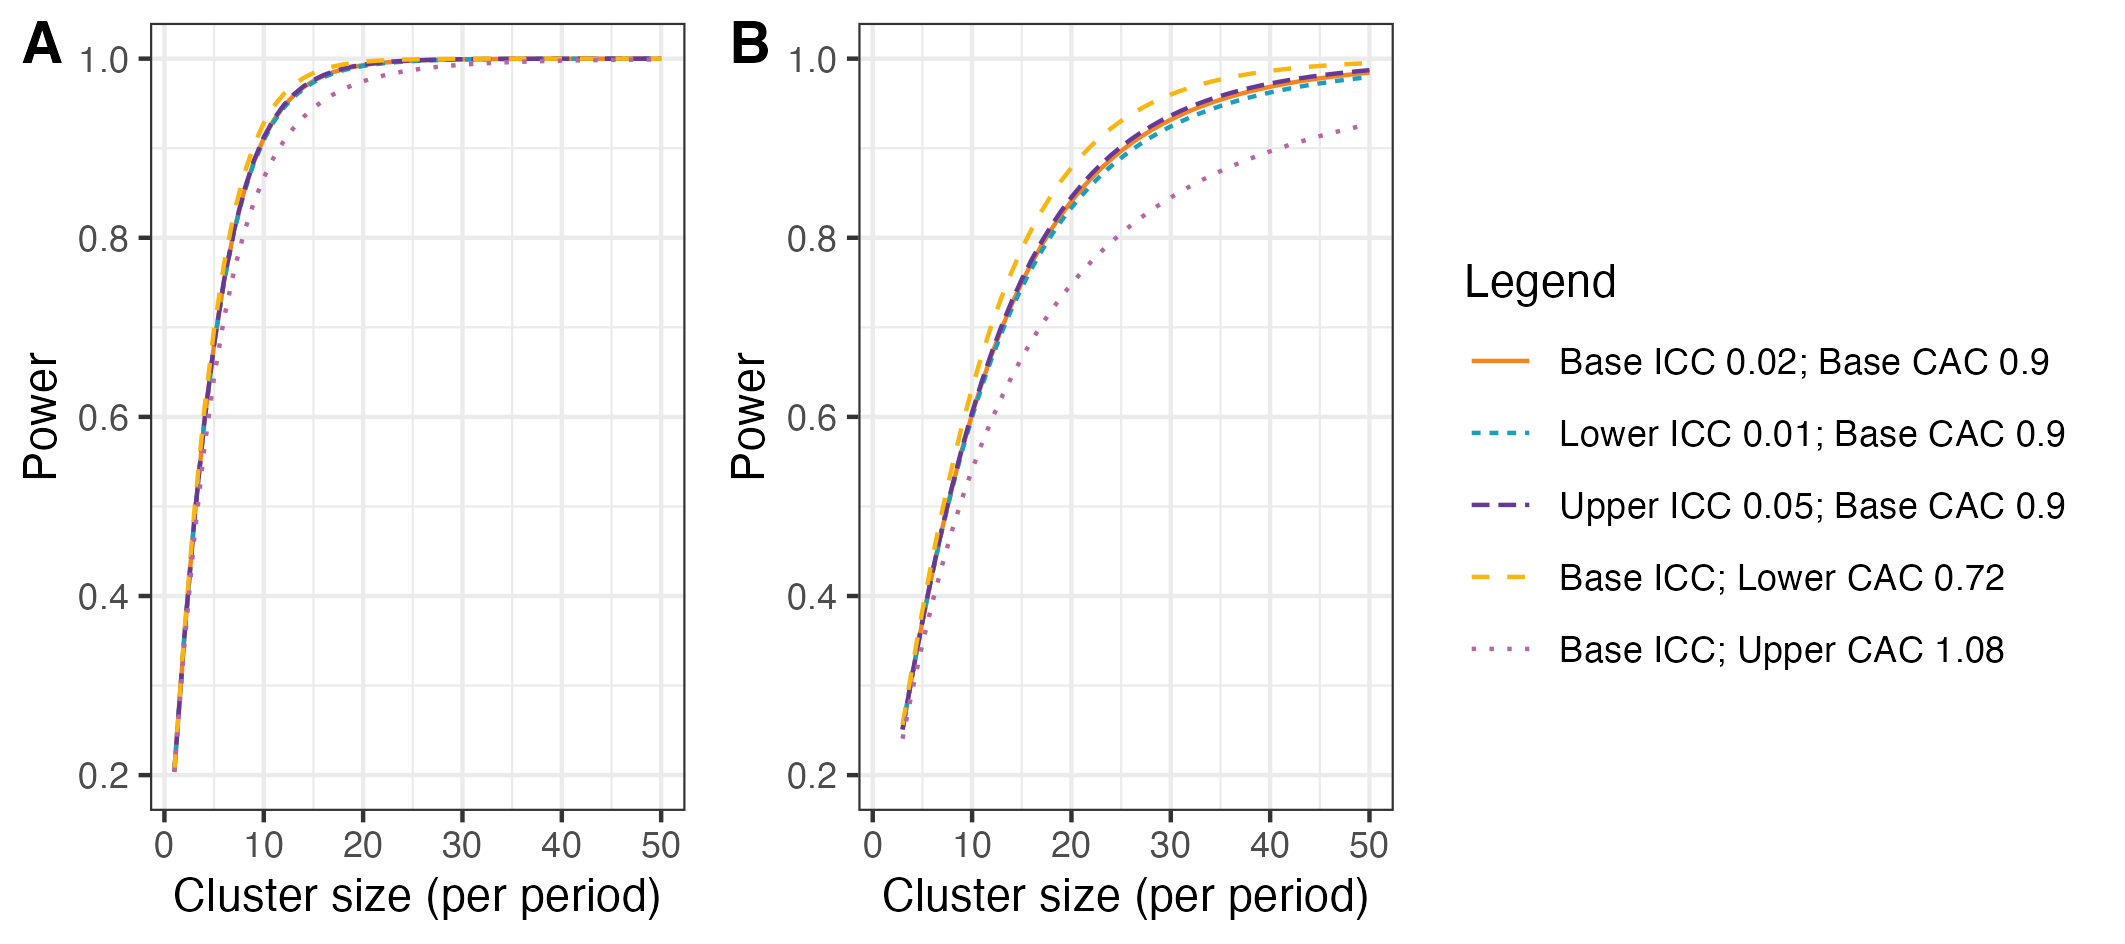 A
B
1.0
0.8
0.6
0.4
0.2
Power
0 10 20 30 40 50
Cluster size (per period)
1.0
0.8
0.6
0.4
0.2
Power
0 10 20 30 40 50
Cluster size (per period)
Legend
Base ICC 0.02; Base CAC 0.9
Lower ICC 0.01; Base CAC 0.9
Upper ICC 0.05; Base CAC 0.9
Base ICC; Lower CAC 0.72
Base ICC; Upper CAC 1.08